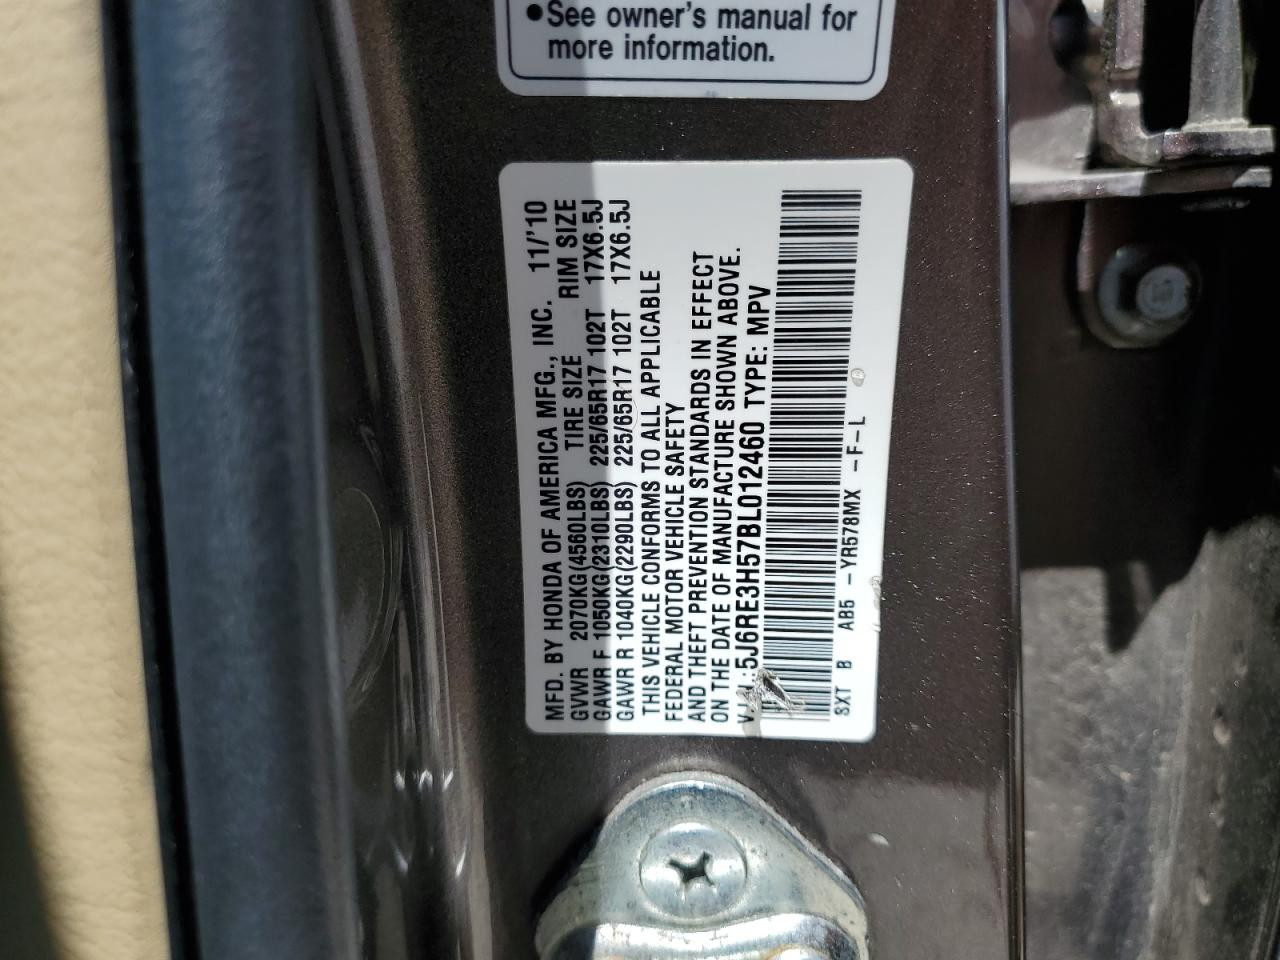 •See owner's manual for
more information.
MFD. BY HONDA OF AMERICA MFG., INC. 11/'10
GVWR 2070KG(4560LBS) TIRE SIZE RIM SIZE
GAWR F 1050KG(2310LBS) 225/65R17 102T 17X6.5J
GAWR R 1040KG(2290LBS) 225/65R17 102T 17X6.5J
THIS VEHICLE CONFORMS TO ALL APPLICABLE
FEDERAL MOTOR VEHICLE SAFETY
AND THEFT PREVENTION STANDARDS IN EFFECT
ON THE DATE OF MANUFACTURE SHOWN ABOVE.
:5J6RE3H57BL012460 TYPE: MPV
SXT B AB5 -YR578MX -F-L